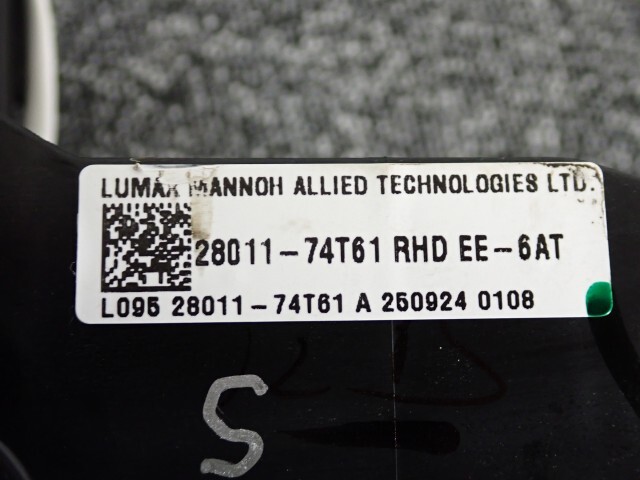 LUMAX MANNOH ALLIED TECHNOLOGIES LTD.
28011-74T61 RHD EE-6AT
L095 28011-74T61 A 250924 0108
S